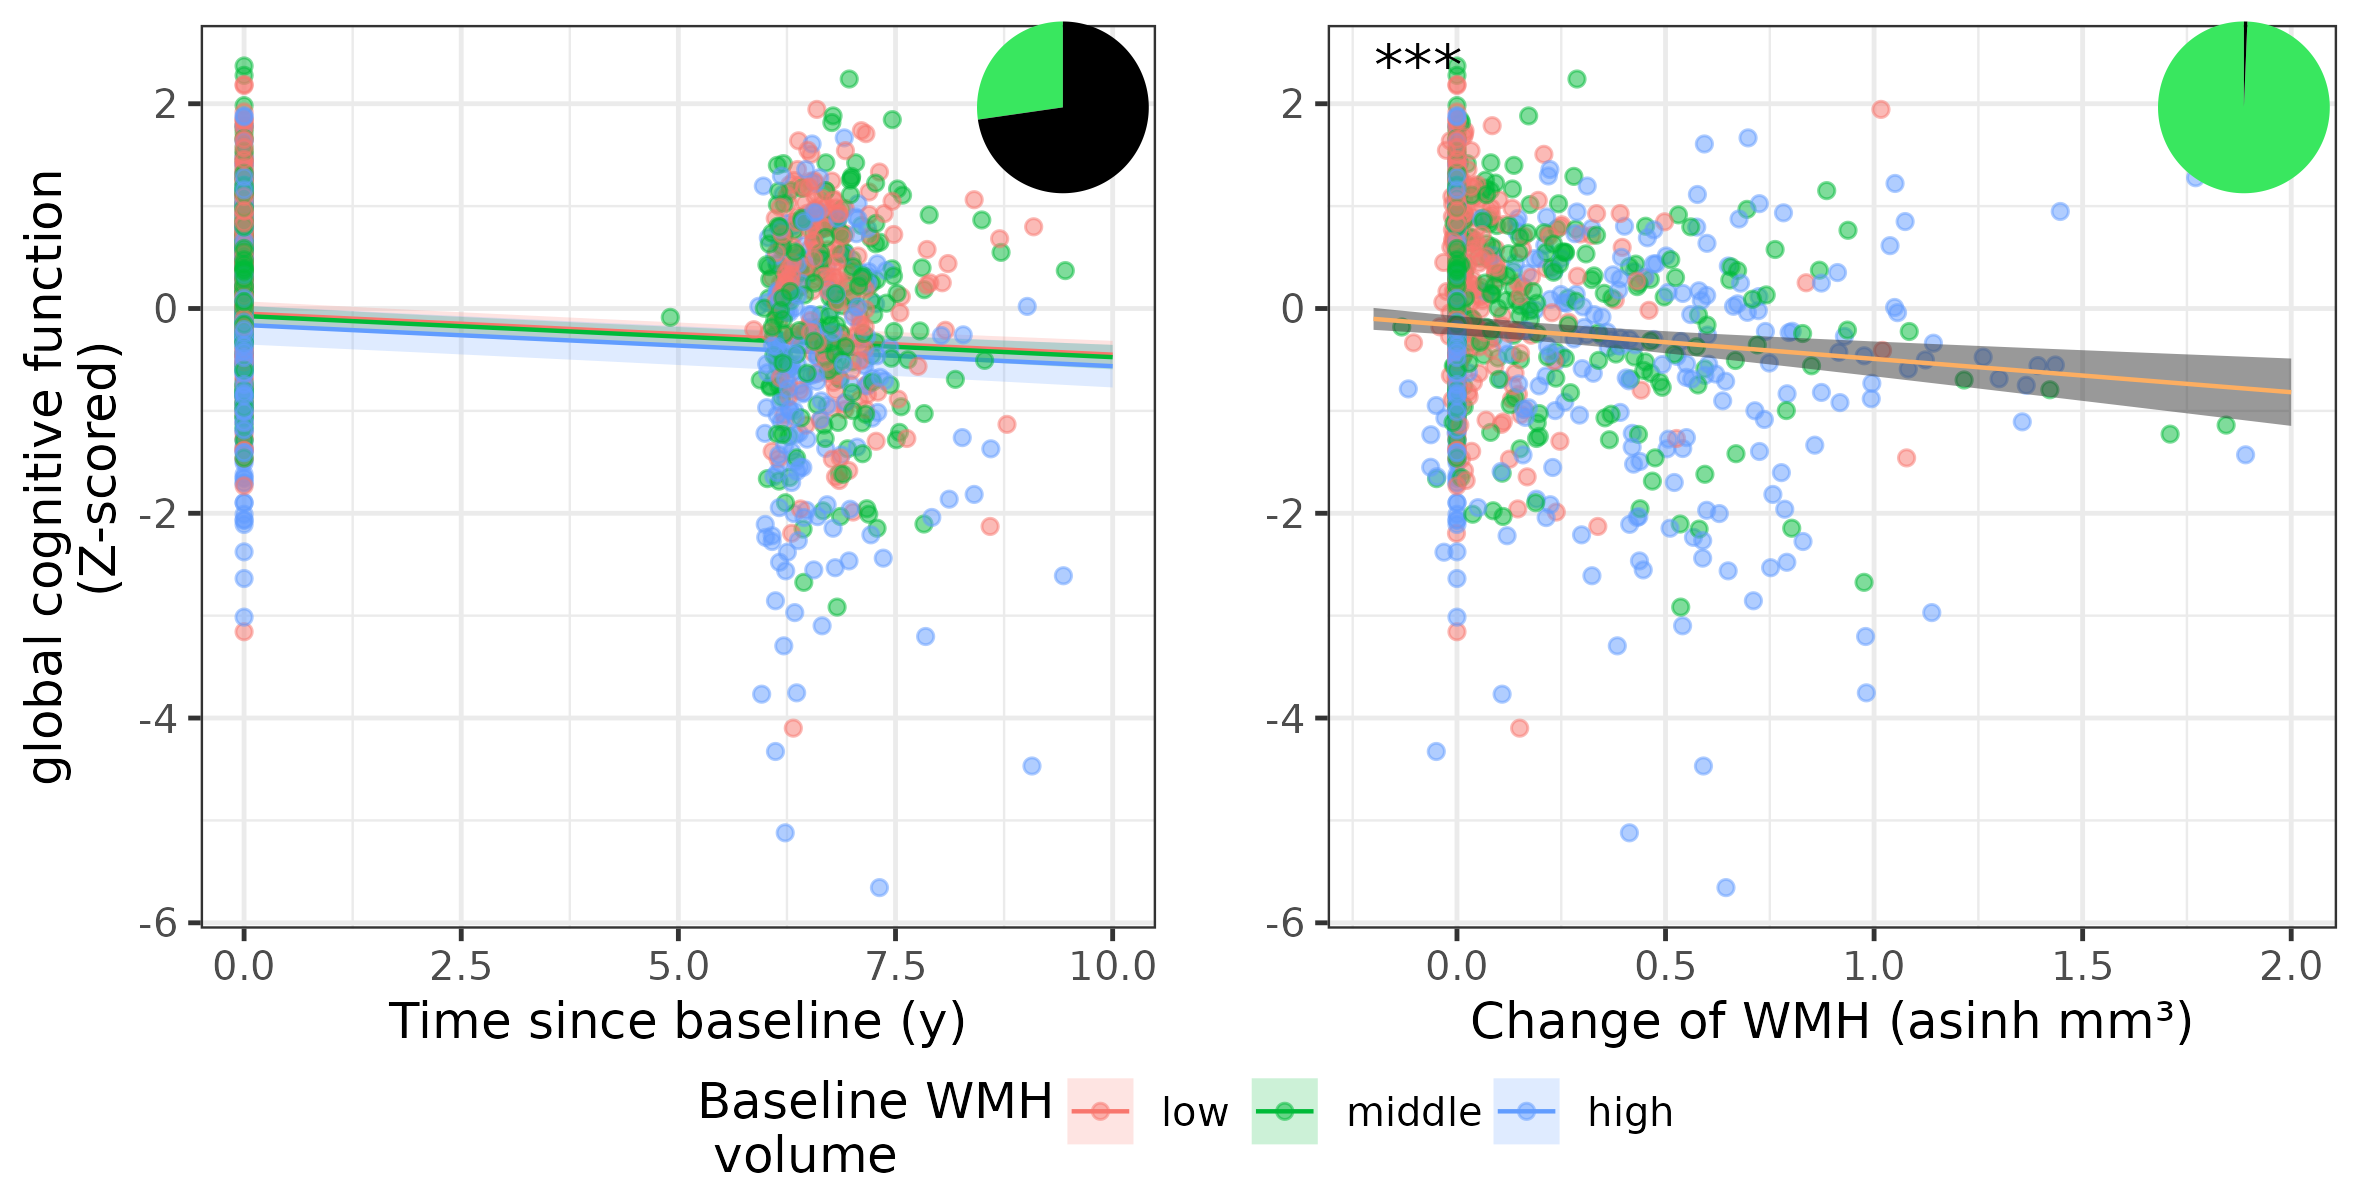 global cognitive function
(Z-scored)
2
0
-2
-4
-6
0.0
2.5
5.0
7.5
10.0
Time since baseline (y)
***
2
0
-2
-4
-6
0.0
0.5
1.0
1.5
2.0
Change of WMH (asinh mm³)
Baseline WMH
volume
low
middle
high